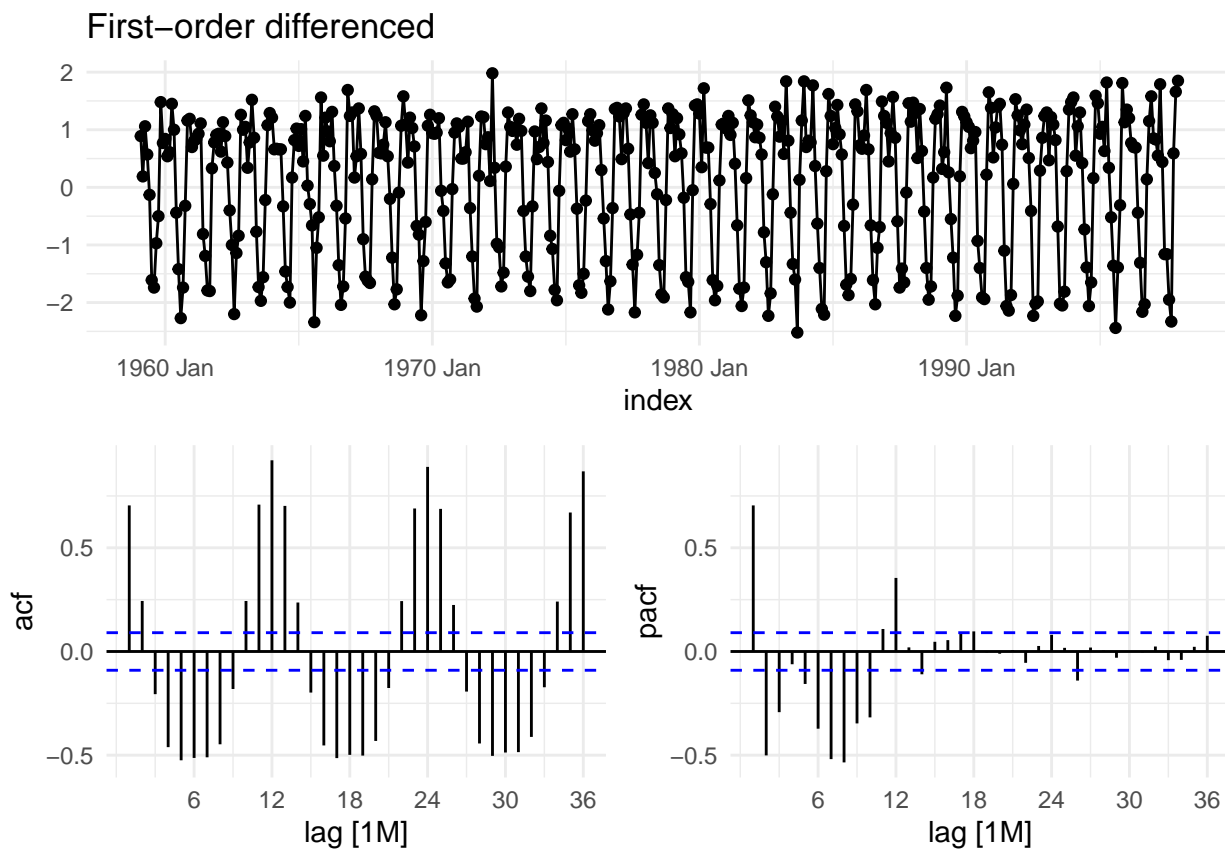 First−order differenced
2
1
0
−1
−2
1960 Jan 1970 Jan 1980 Jan 1990 Jan
index
acf
0.5
0.0
−0.5
6 12 18 24 30 36
lag [1M]
pacf
0.5
0.0
−0.5
6 12 18 24 30 36
lag [1M]